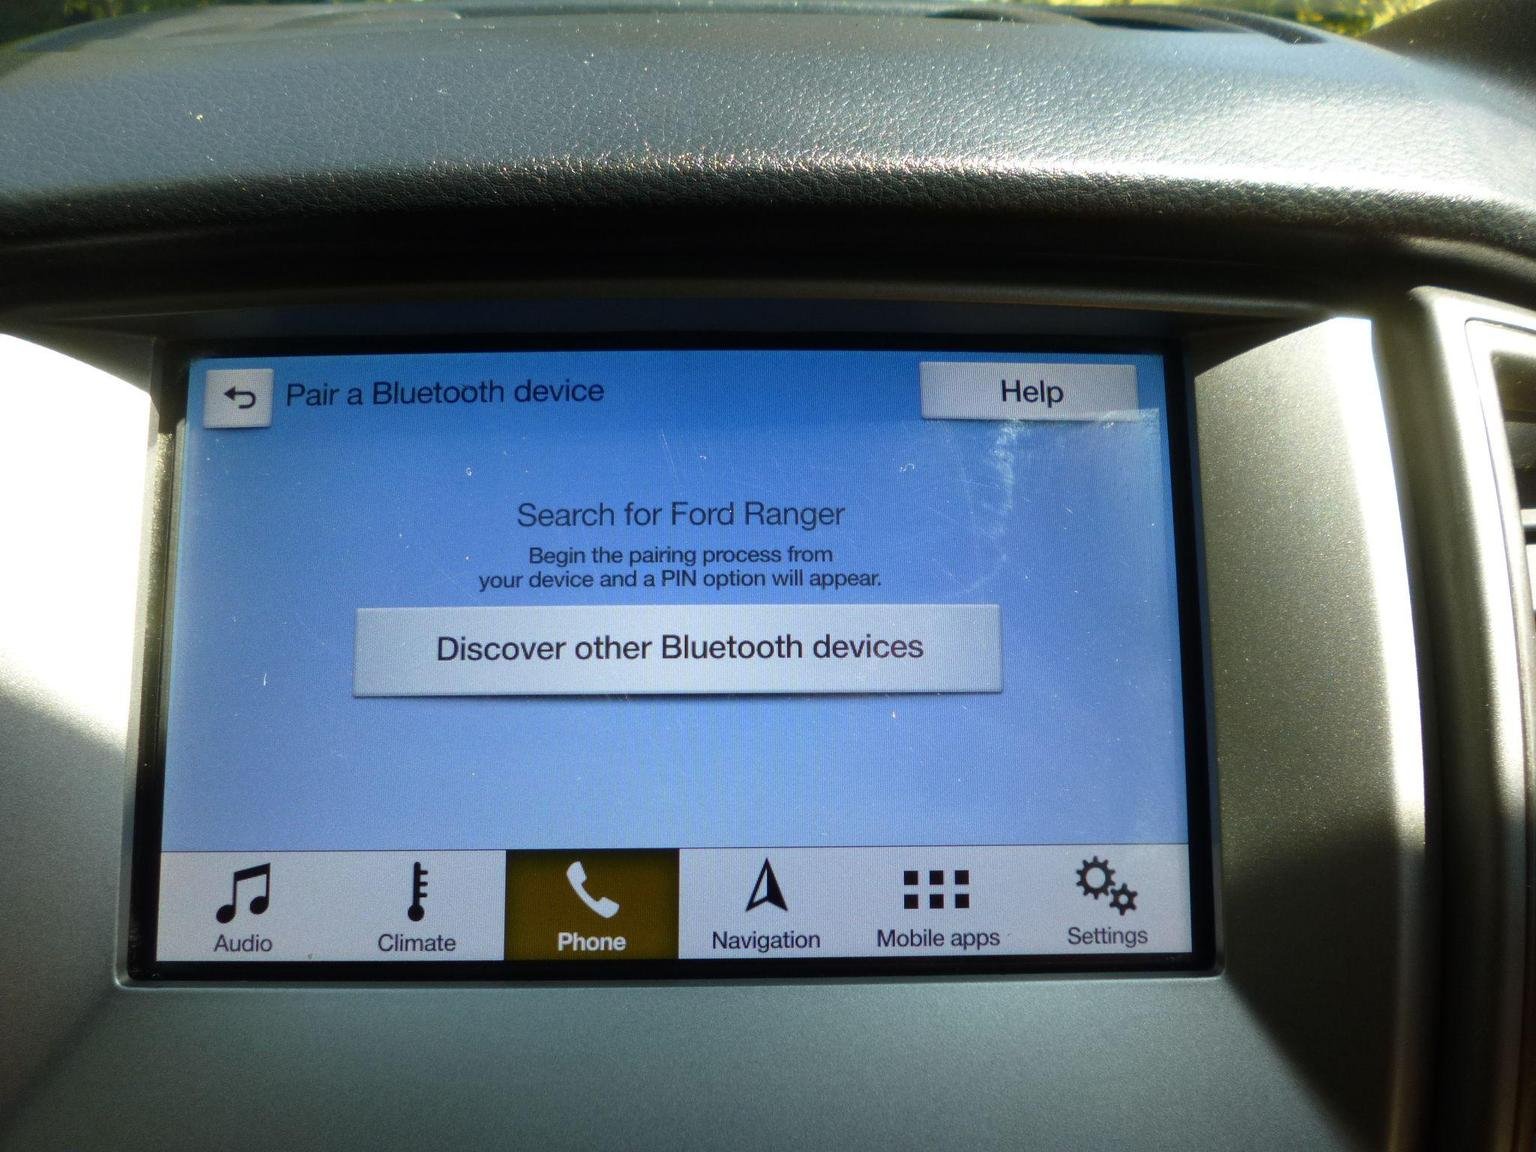 Pair a Bluetooth device
Help
Search for Ford Ranger
Begin the pairing process from
your device and a PIN option will appear.
Discover other Bluetooth devices
Audio
Climate
Phone
Navigation
Mobile apps
Settings